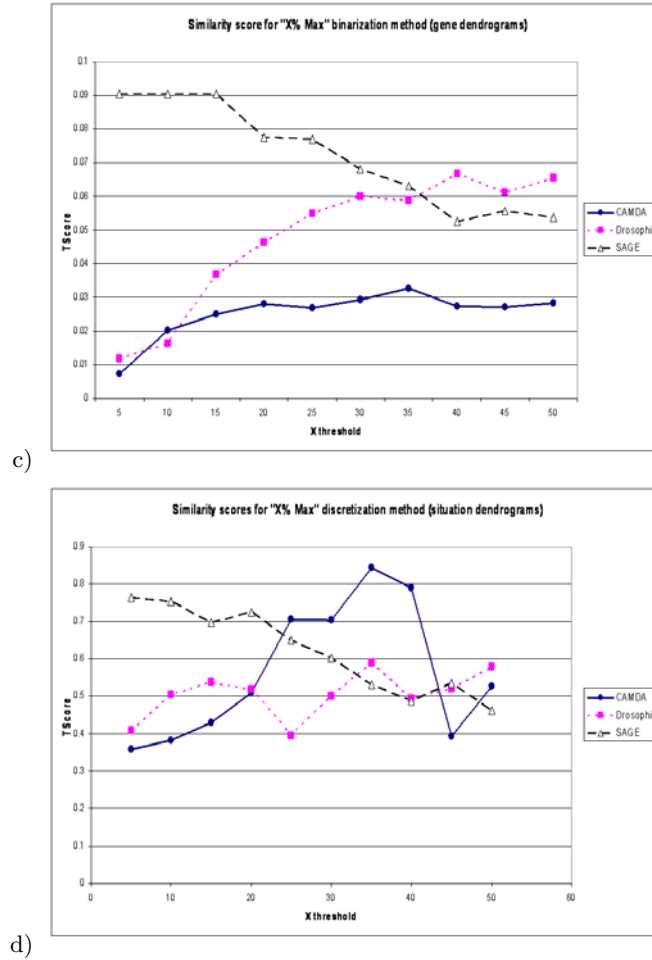 Similarity score for "X% Max" binarization method (gene dendrograms)
0.1
0.09
0.08
0.07
0.06
0.05
0.04
0.03
0.02
0.01
0
TScore
5 10 15 20 25 30 35 40 45 50
X threshold
CAMDA
Drosophi
SAGE
c)
Similarity scores for "X% Max" discretization method (situation dendrograms)
0.9
0.8
0.7
0.6
0.5
0.4
0.3
0.2
0.1
0
TScore
0 10 20 30 40 50 60
X threshold
CAMDA
Drosophi
SAGE
d)